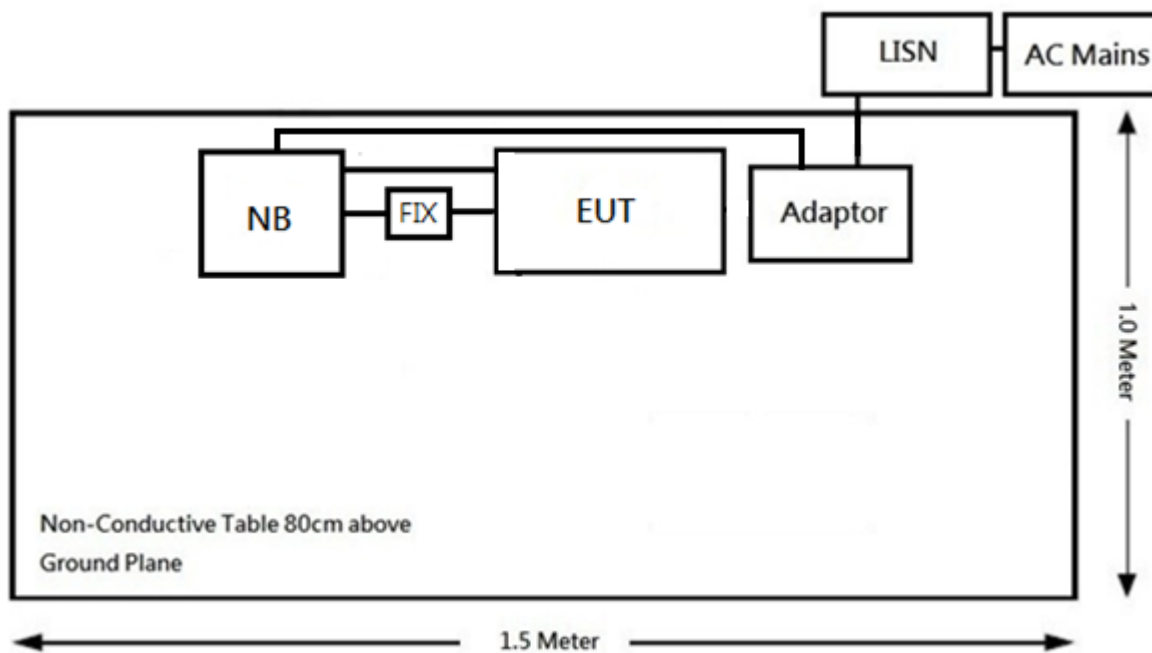 LISN
AC Mains
NB
FIX
EUT
Adaptor
1.0 Meter
Non-Conductive Table 80cm above
Ground Plane
1.5 Meter